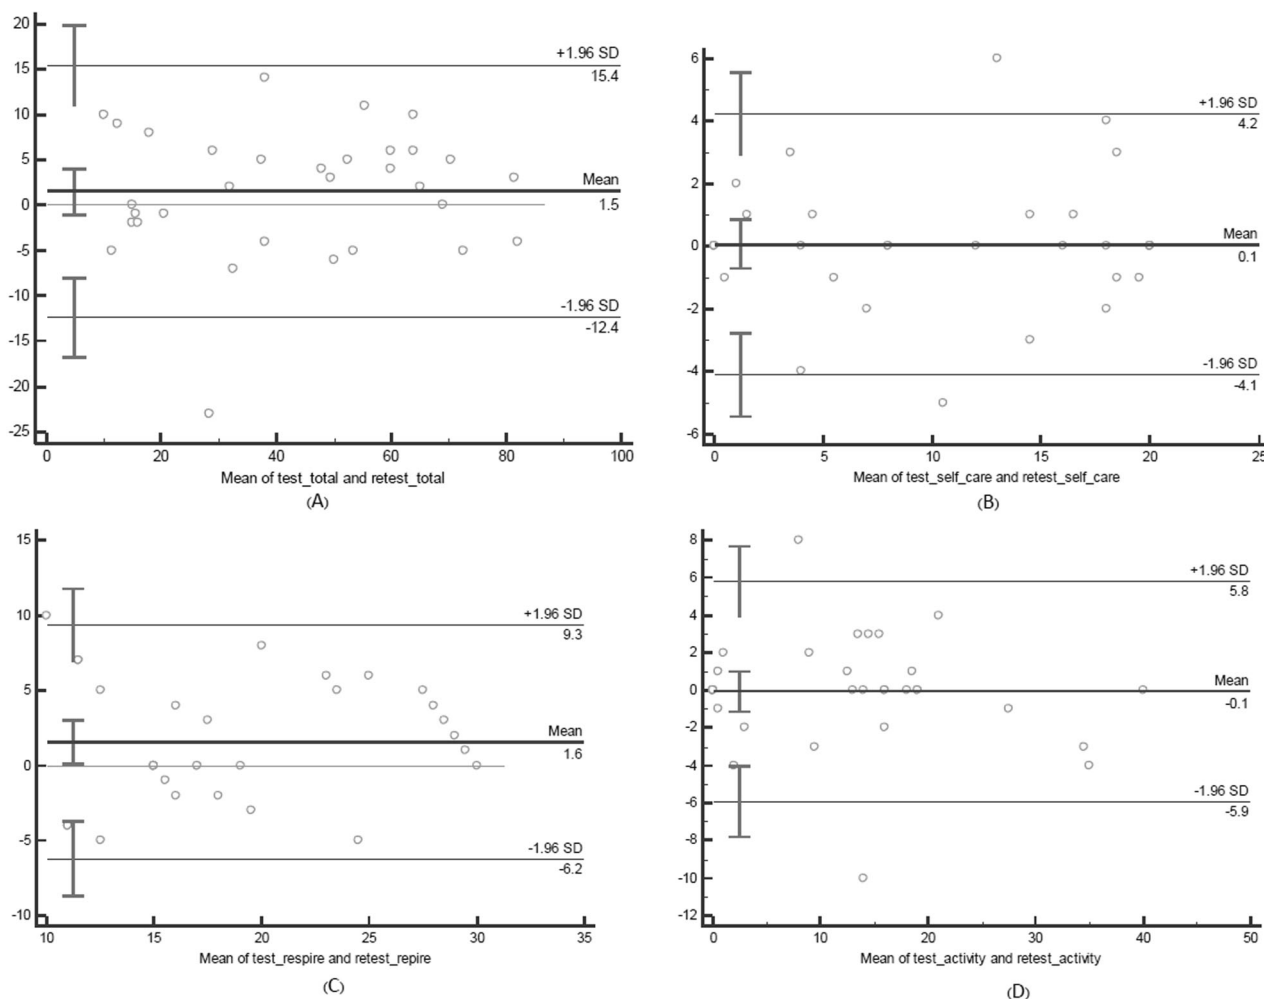 20
15
10
5
0
-5
-10
-15
-20
-25
+1.96 SD
15.4
Mean
1.5
-1.96 SD
-12.4
0 20 40 60 80 100
Mean of test_total and retest_total
(A)
6
4
2
0
-2
-4
-6
+1.96 SD
4.2
Mean
0.1
-1.96 SD
-4.1
0 5 10 15 20 25
Mean of test_self_care and retest_self_care
(B)
15
10
5
0
-5
-10
+1.96 SD
9.3
Mean
1.6
-1.96 SD
-6.2
10 15 20 25 30 35
Mean of test_respire and retest_repire
(C)
8
6
4
2
0
-2
-4
-6
-8
-10
-12
+1.96 SD
5.8
Mean
-0.1
-1.96 SD
-5.9
0 10 20 30 40 50
Mean of test_activity and retest_activity
(D)